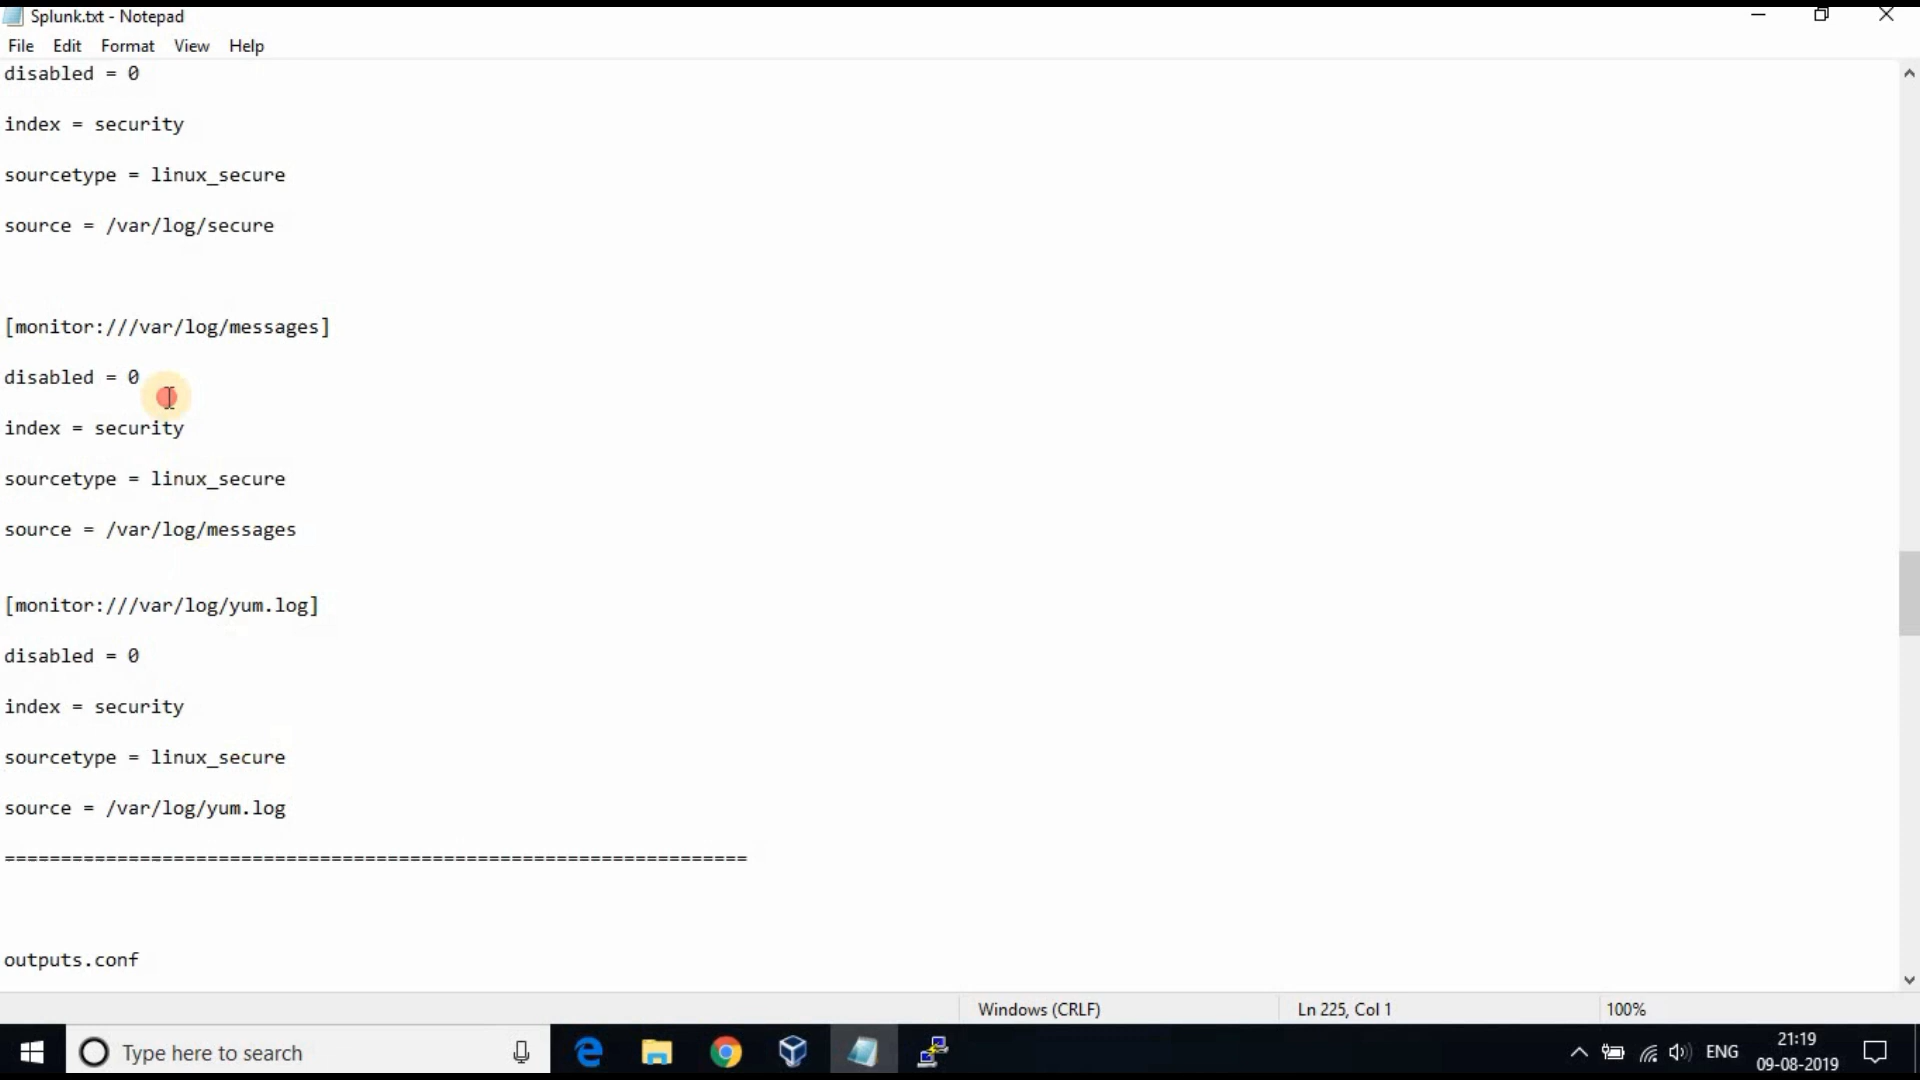 Splunk.txt - Notepad
File Edit Format View Help
disabled = 0
index = security
sourcetype = linux_secure
source = /var/log/secure
[monitor:///var/log/messages]
disabled = 0
index = security
sourcetype = linux_secure
source = /var/log/messages
[monitor:///var/log/yum.log]
disabled = 0
index = security
sourcetype = linux_secure
source = /var/log/yum.log
==================================================================
outputs.conf
Windows (CRLF) Ln 225, Col 1 100%
Type here to search ENG 21:19
09-08-2019